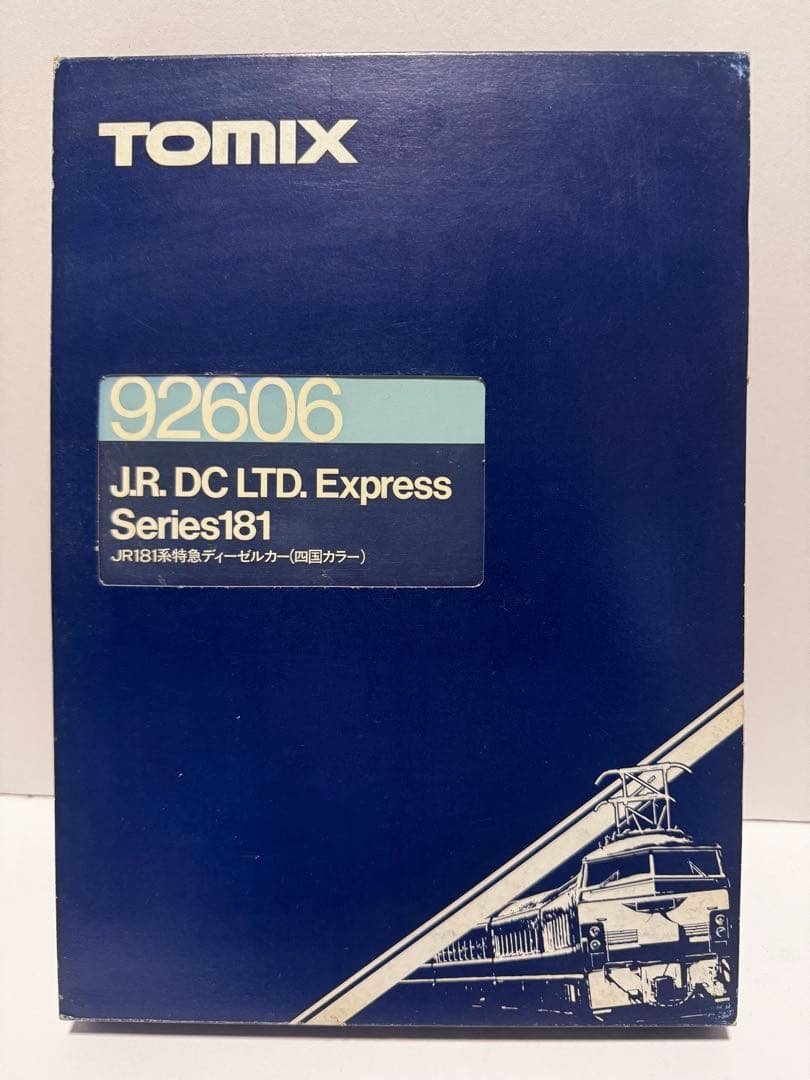 TOMIX
92606
J.R. DC LTD. Express
Series181
JR181系特急ディーゼルカー(四国カラー)